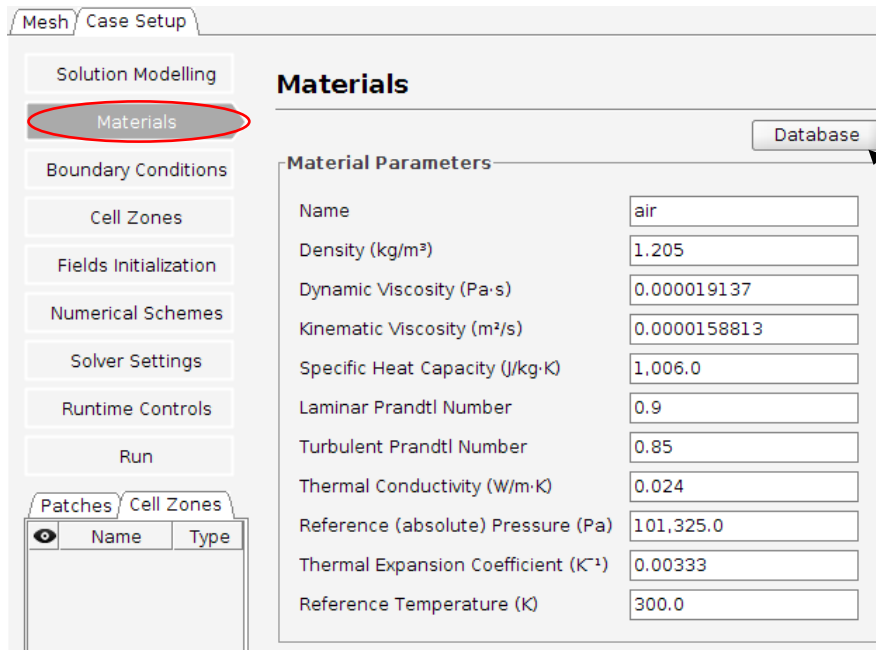 Mesh Case Setup
Solution Modelling
Materials
Boundary Conditions
Cell Zones
Fields Initialization
Numerical Schemes
Solver Settings
Runtime Controls
Run
Patches Cell Zones
Name Type
Materials
Database
Material Parameters
Name air
Density (kg/m³) 1.205
Dynamic Viscosity (Pa·s) 0.000019137
Kinematic Viscosity (m²/s) 0.0000158813
Specific Heat Capacity (J/kg·K) 1,006.0
Laminar Prandtl Number 0.9
Turbulent Prandtl Number 0.85
Thermal Conductivity (W/m·K) 0.024
Reference (absolute) Pressure (Pa) 101,325.0
Thermal Expansion Coefficient (K⁻¹) 0.00333
Reference Temperature (K) 300.0